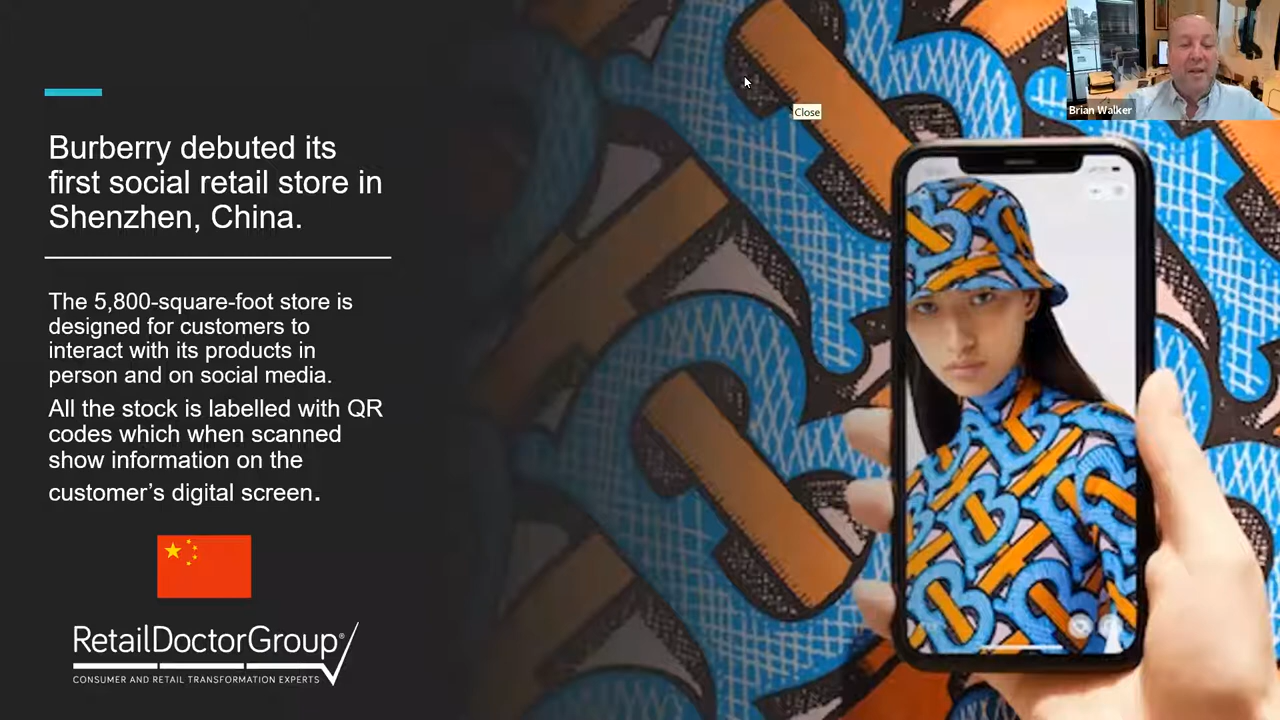 Burberry debuted its
first social retail store in
Shenzhen, China.
The 5,800-square-foot store is
designed for customers to
interact with its products in
person and on social media.
All the stock is labelled with QR
codes which when scanned
show information on the
customer’s digital screen.
RetailDoctorGroup®
CONSUMER AND RETAIL TRANSFORMATION EXPERTS
Close
Brian Walker